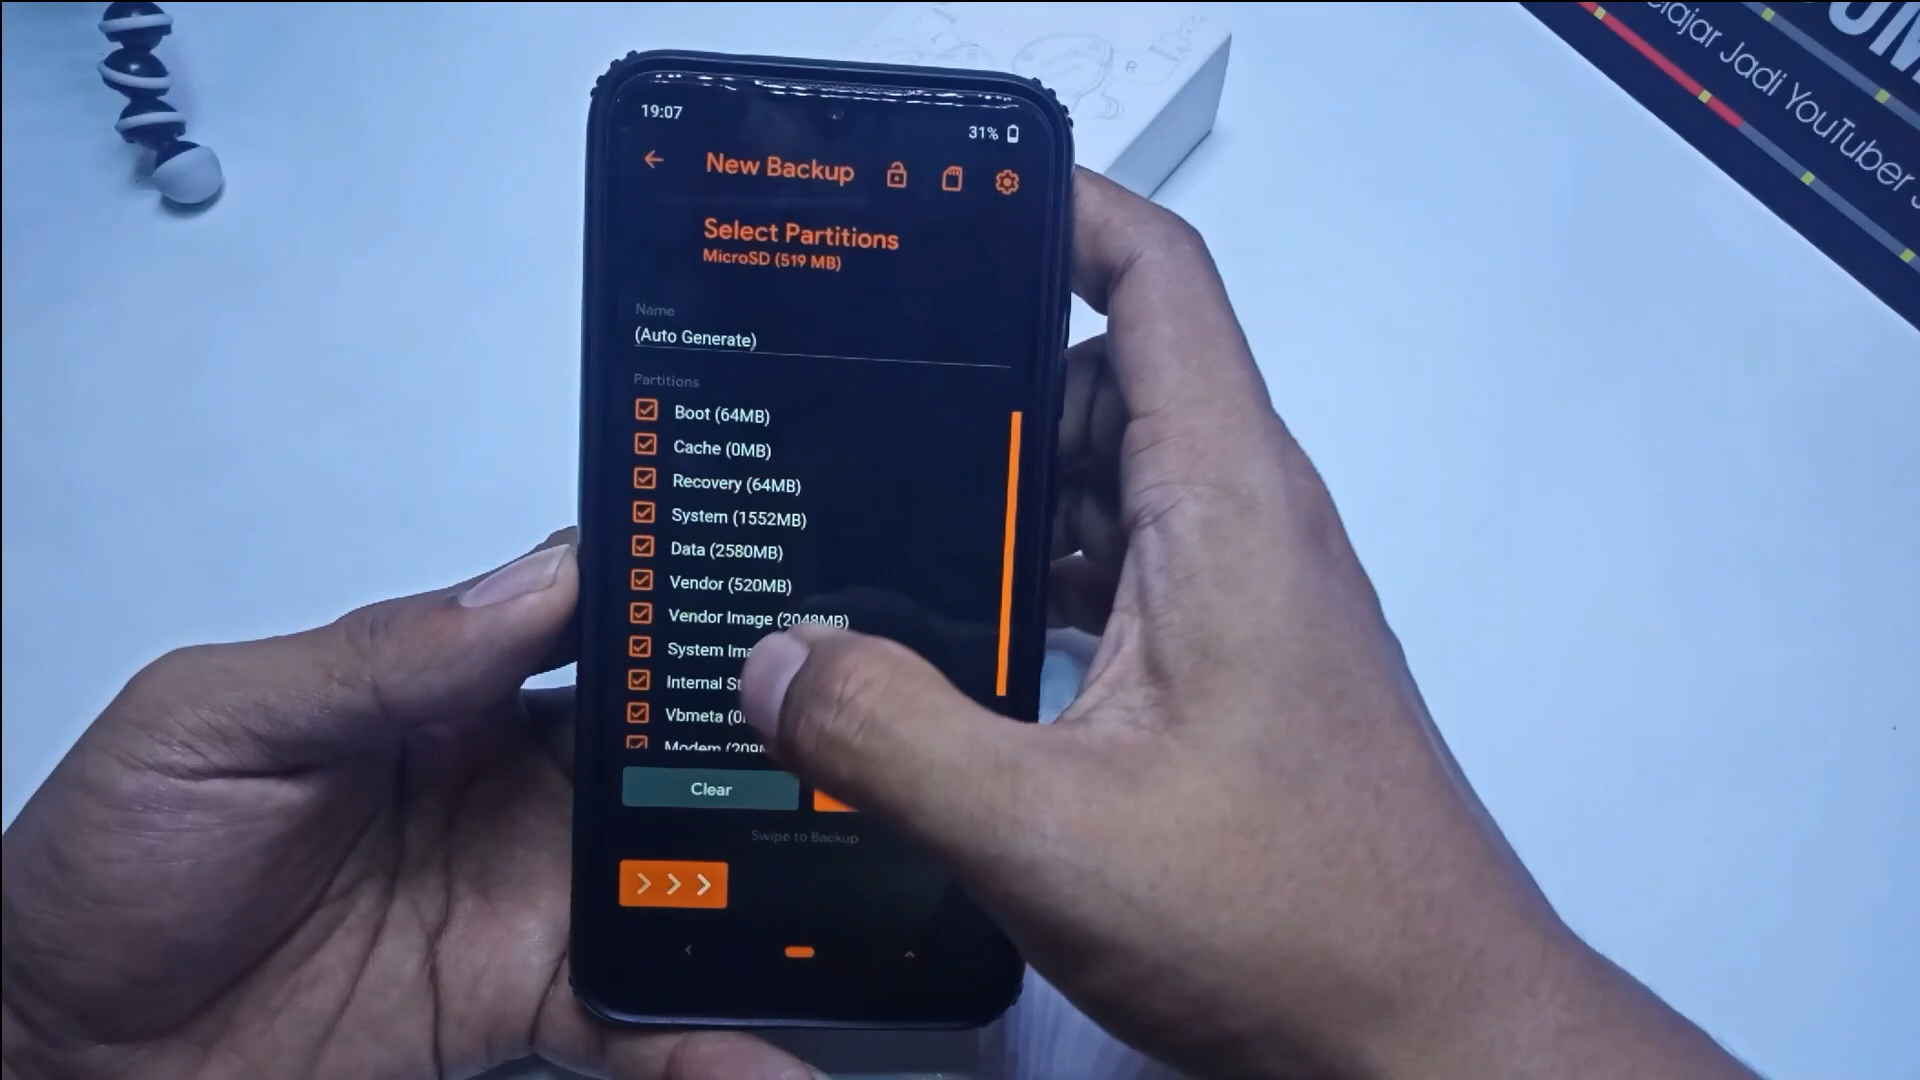 19:07
31%
New Backup
Select Partitions
MicroSD (519 MB)
Name
(Auto Generate)
Partitions
Boot (64MB)
Cache (0MB)
Recovery (64MB)
System (1552MB)
Data (2580MB)
Vendor (520MB)
Vendor Image (2048MB)
System
Internal
Vbmeta
Modem
Clear
Swipe to Backup
Jadi YouTuber
R